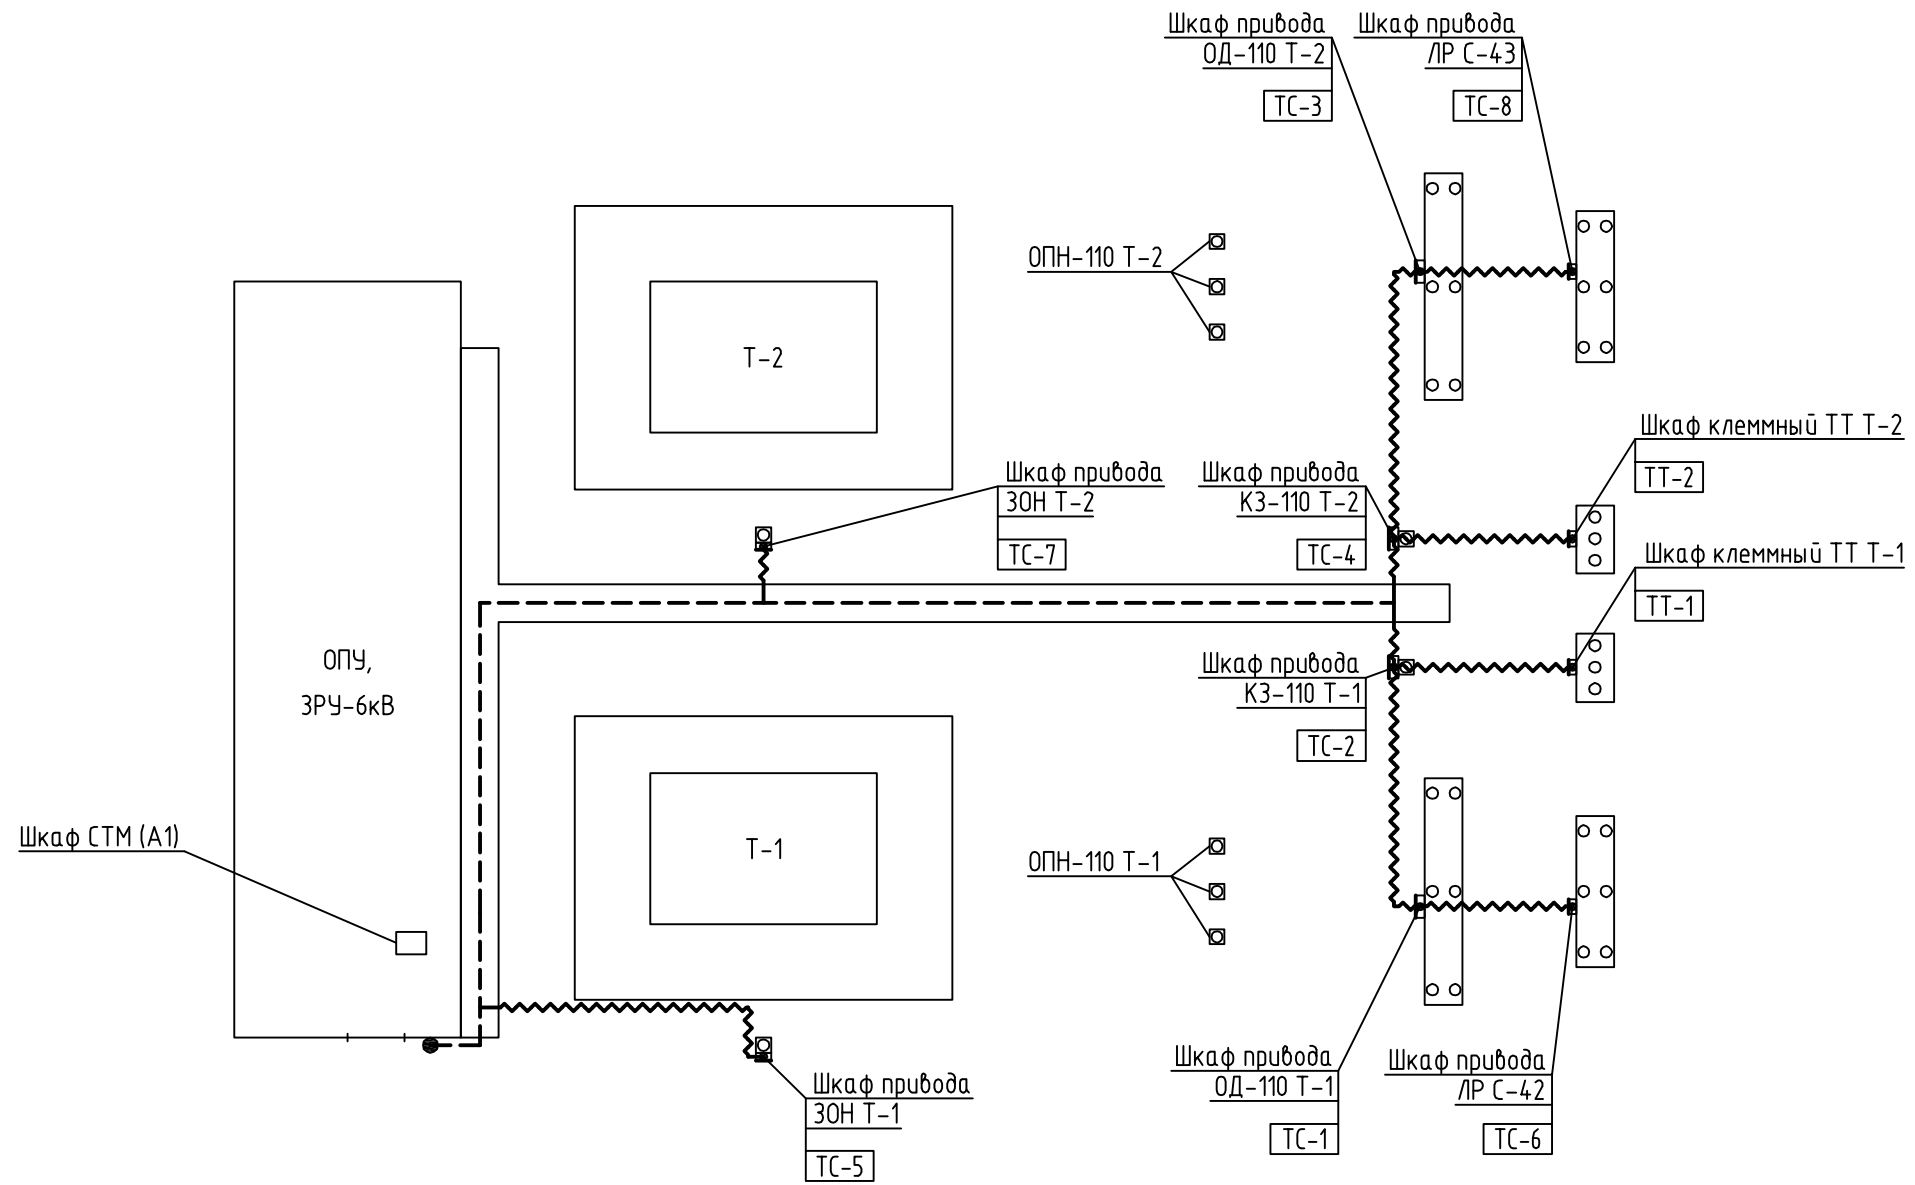 Шкаф привода
ОД-110 Т-2
ТС-3
Шкаф привода
ЛР С-43
ТС-8
ОПН-110 Т-2
Т-2
Шкаф клеммный ТТ Т-2
ТТ-2
Шкаф привода
ЗОН Т-2
ТС-7
Шкаф привода
КЗ-110 Т-2
ТС-4
Шкаф клеммный ТТ Т-1
ТТ-1
ОПУ,
ЗРУ-6кВ
Шкаф привода
КЗ-110 Т-1
ТС-2
Шкаф СТМ (А1)
Т-1
ОПН-110 Т-1
Шкаф привода
ЗОН Т-1
ТС-5
Шкаф привода
ОД-110 Т-1
ТС-1
Шкаф привода
ЛР С-42
ТС-6